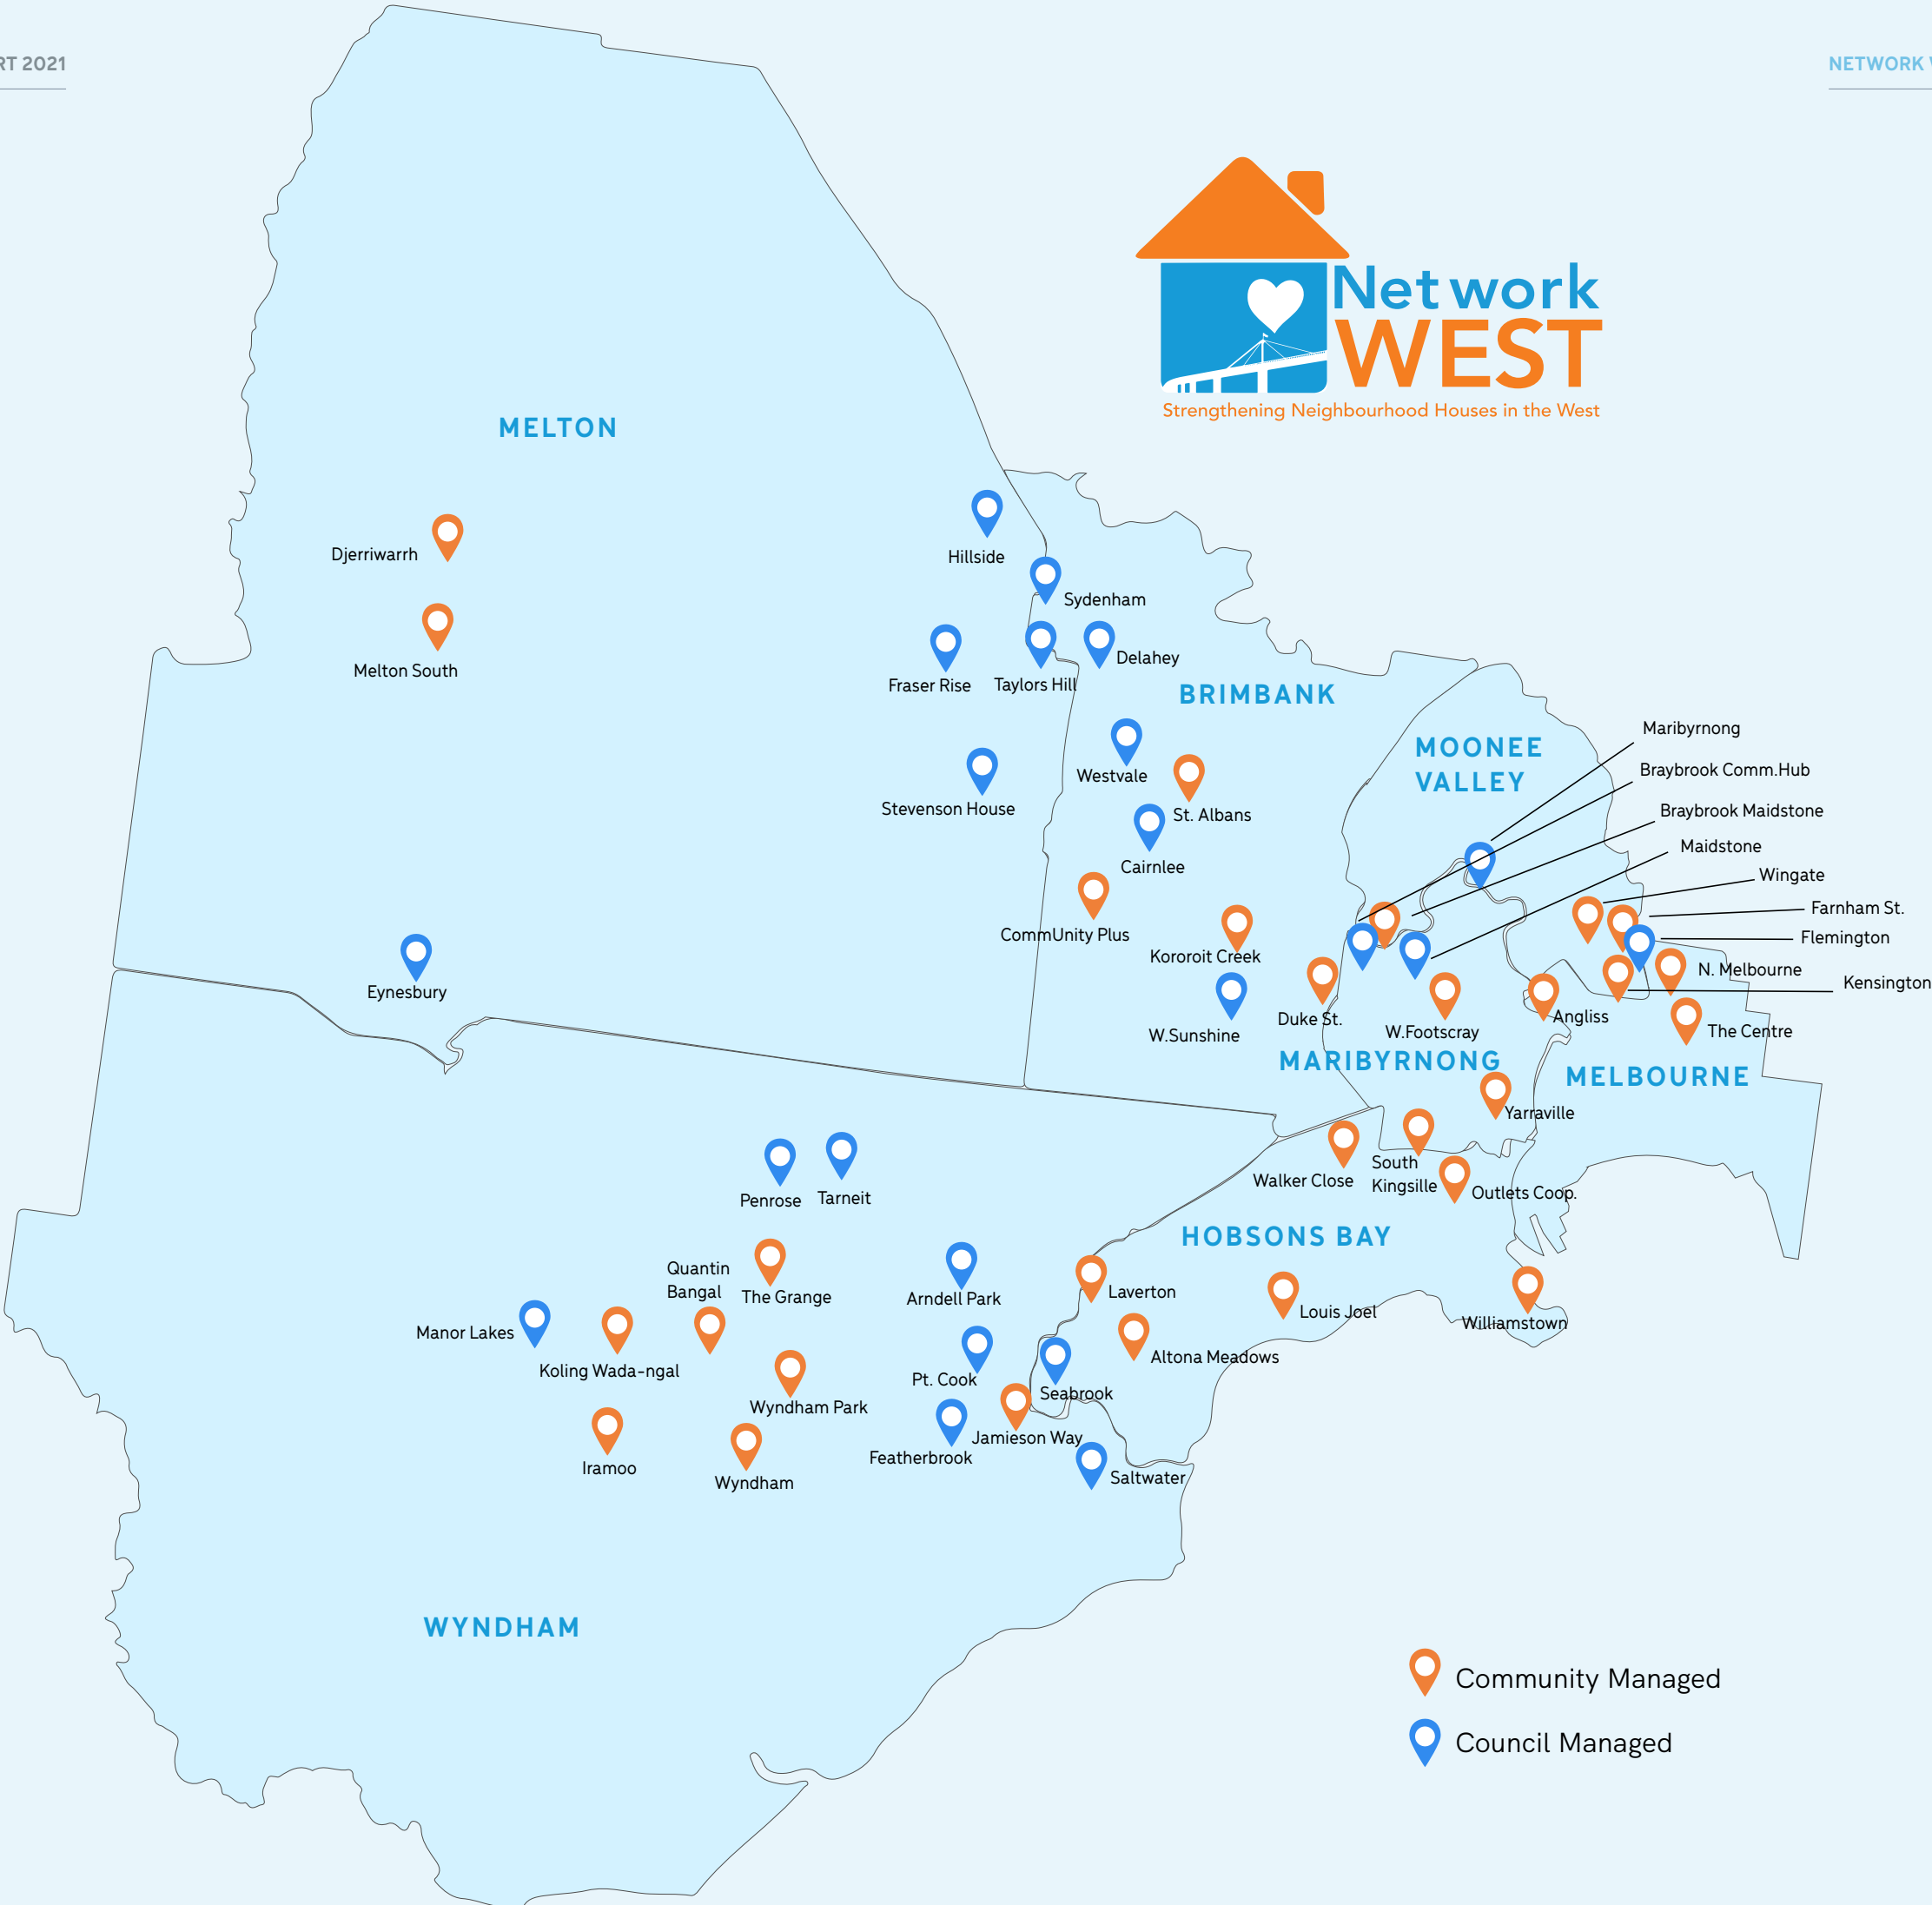 RT 2021
NETWORK
Network
WEST
Strengthening Neighbourhood Houses in the West
MELTON
Djerriwarrh
Hillside
Sydenham
Melton South
Fraser Rise
Taylors Hill
Delahey
BRIMBANK
MOONEE
VALLEY
Maribyrnong
Braybrook Comm.Hub
Braybrook Maidstone
Maidstone
Wingate
Farnham St.
Flemington
N. Melbourne
Kensington
Westvale
Stevenson House
St. Albans
Cairnlee
CommUnity Plus
Kororoit Creek
Eynesbury
W.Sunshine
Duke St.
W.Footscray
Angliss
The Centre
MARIBYRNONG
MELBOURNE
Yarraville
Walker Close
South
Kingsille
Outlets Coop.
Penrose
Tarneit
HOBSONS BAY
Quantin
Bangal
The Grange
Arndell Park
Laverton
Louis Joel
Williamstown
Manor Lakes
Koling Wada-ngal
Altona Meadows
Pt. Cook
Seabrook
Wyndham Park
Jamieson Way
Featherbrook
Iramoo
Wyndham
Saltwater
WYNDHAM
Community Managed
Council Managed